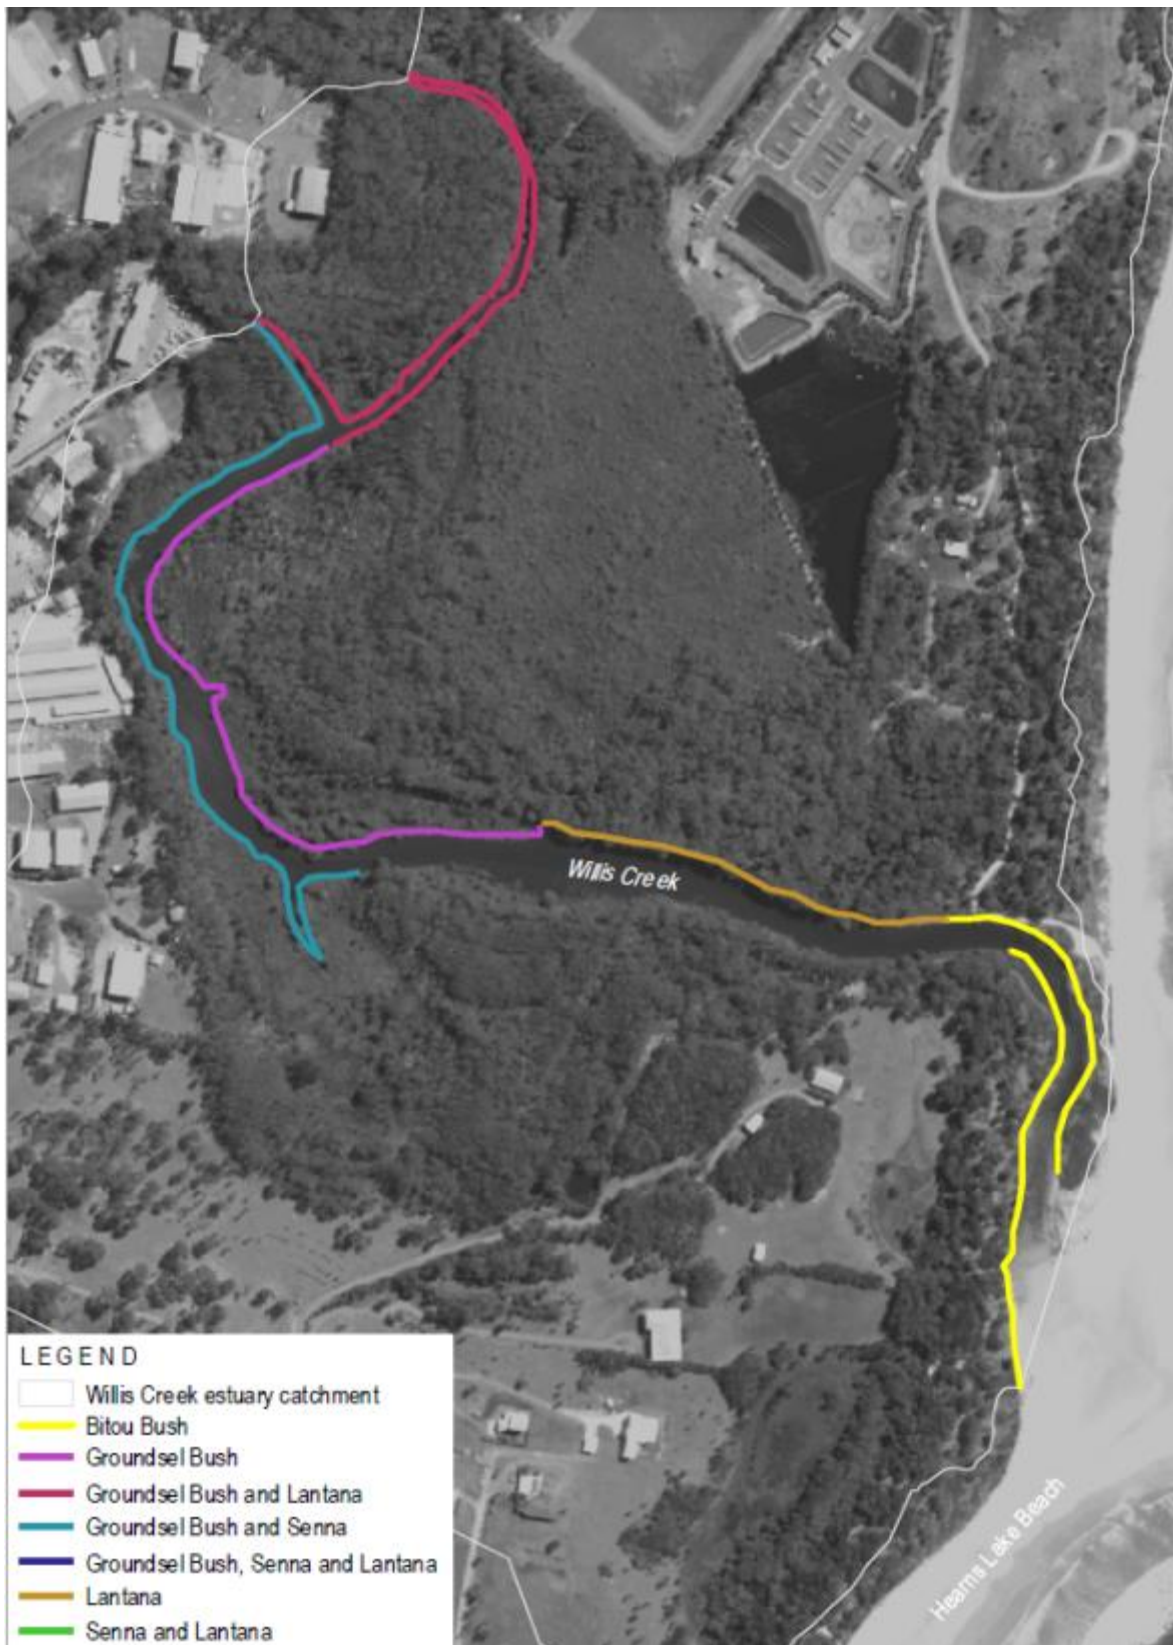 Willis Creek
LEGEND
Willis Creek estuary catchment
Bitou Bush
Groundsel Bush
Groundsel Bush and Lantana
Groundsel Bush and Senna
Groundsel Bush, Senna and Lantana
Lantana
Senna and Lantana
Hearns Lake Beach